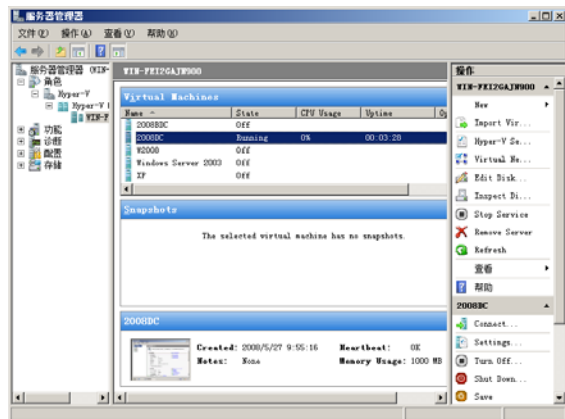 服务器管理器
文件(F) 操作(A) 查看(V) 帮助(H)
服务器管理器 (WIN-
角色
Hyper-V
Hyper-V
WIN-F
功能
诊断
配置
存储
WIN-FXI2GAJW900
Virtual Machines
Name State CPU Usage Uptime
2008BDC Off
2008DC Running 0% 00:03:28
W2008 Off
Windows Server 2003 Off
XP Off
Snapshots
The selected virtual machine has no snapshots.
2008DC
Created: 2008/5/27 9:55:16 Heartbeat: OK
Notes: None Memory Usage: 1000 MB
操作
WIN-FXI2GAJW900
New
Import Vir...
Hyper-V Se...
Virtual Ne...
Edit Disk...
Inspect Di...
Stop Service
Remove Server
Refresh
查看
帮助
2008DC
Connect...
Settings...
Turn Off...
Shut Down...
Save